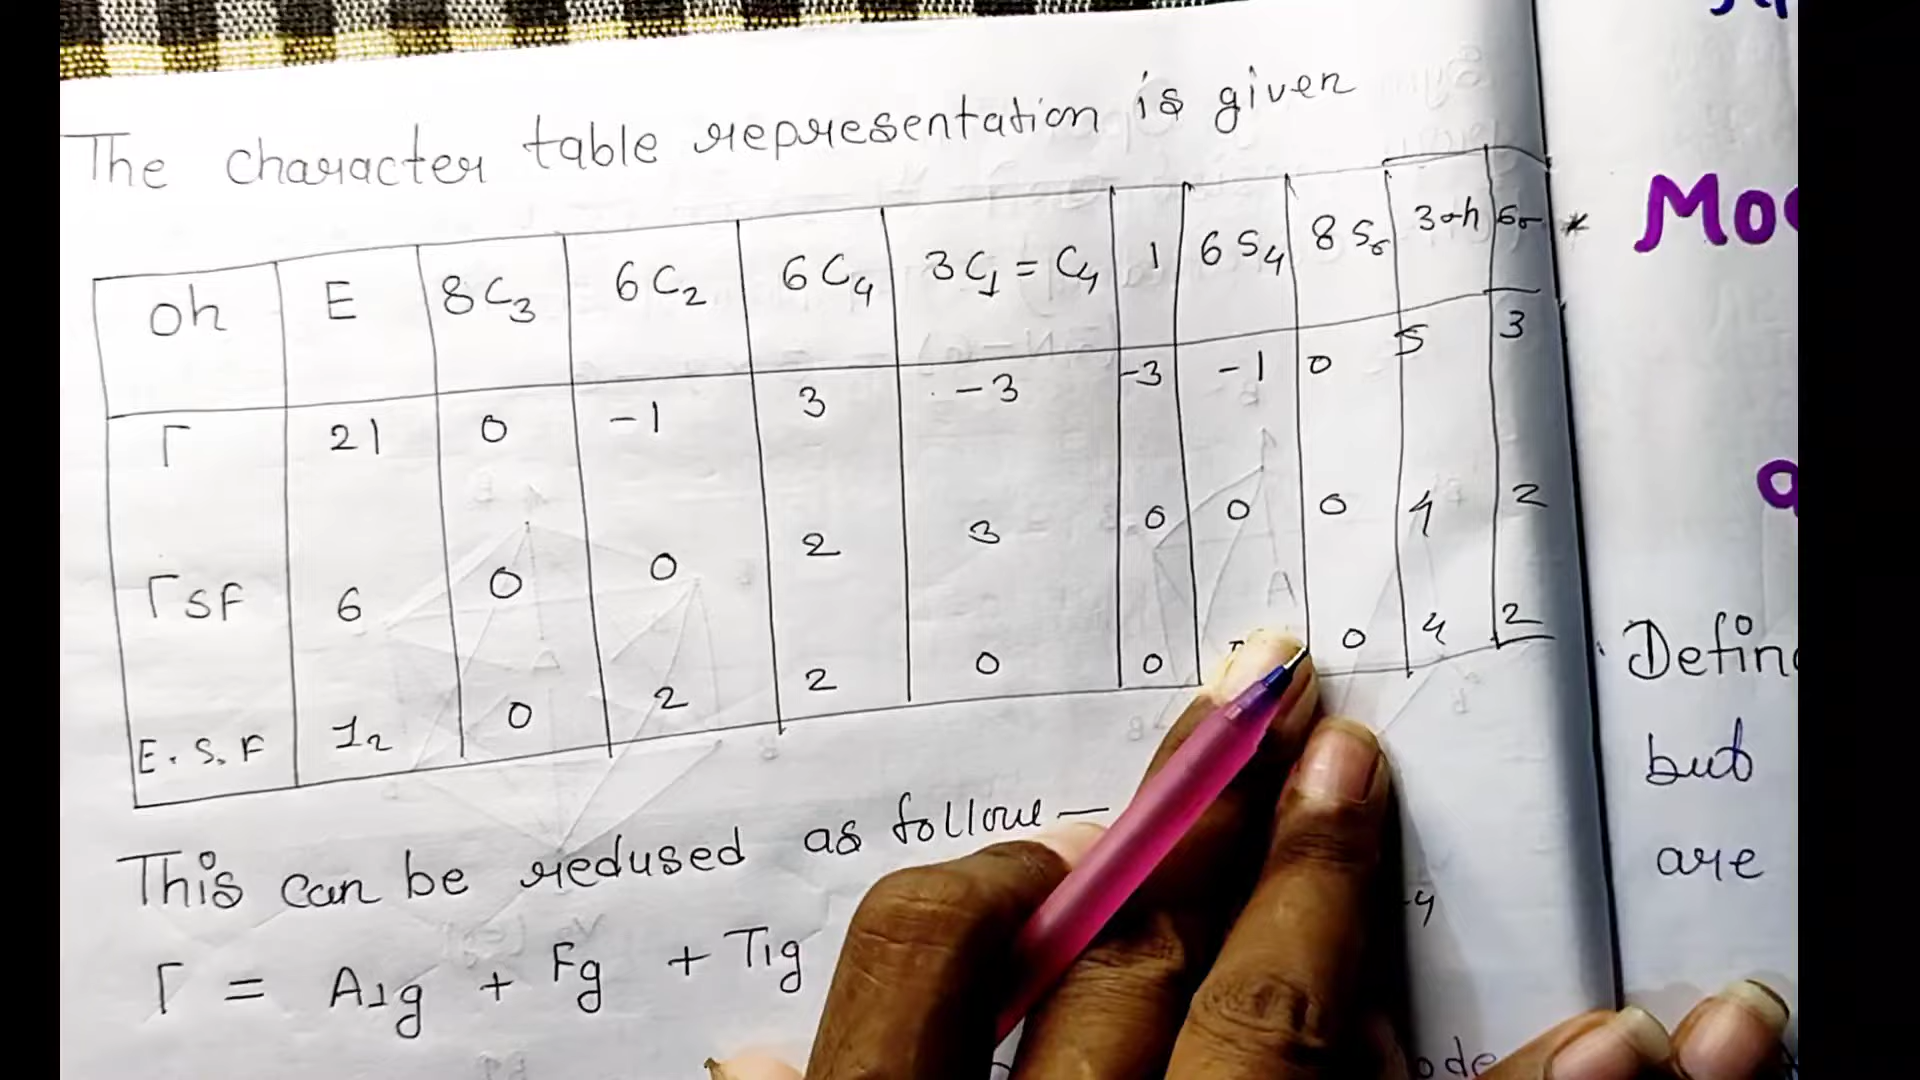 The character table representation is given
Oh E 8C3 6C2 6C4 3C1 = C4 1 6S4 8S6 3σh 6σ
Γ 21 0 -1 3 -3 -3 -1 0 5 3
ΓSF 6 0 0 2 3 0 0 0 4 2
E.S.F 12 0 2 2 0 0 0 4 2
This can be redused as follow —
Γ = A1g + Fg + T1g
Defin
but
are